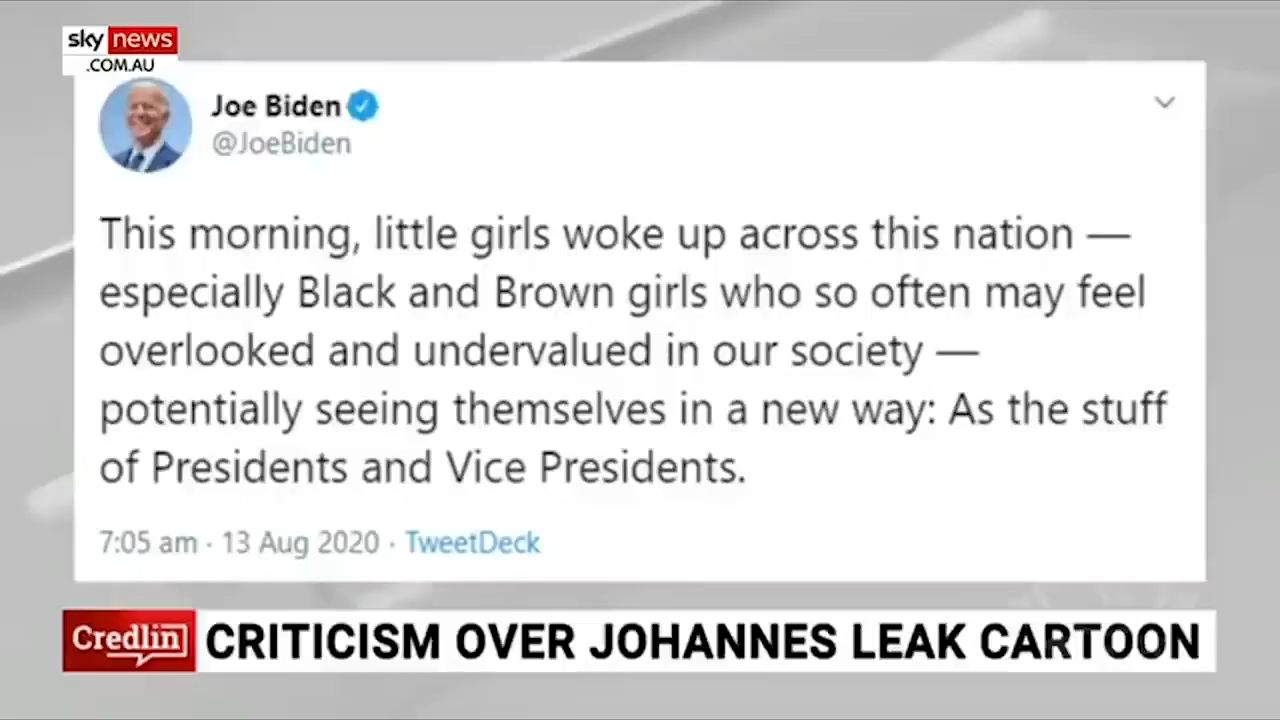 sky news
.COM.AU
Joe Biden
@JoeBiden
This morning, little girls woke up across this nation —
especially Black and Brown girls who so often may feel
overlooked and undervalued in our society —
potentially seeing themselves in a new way: As the stuff
of Presidents and Vice Presidents.
7:05 am · 13 Aug 2020 · TweetDeck
Credlin CRITICISM OVER JOHANNES LEAK CARTOON